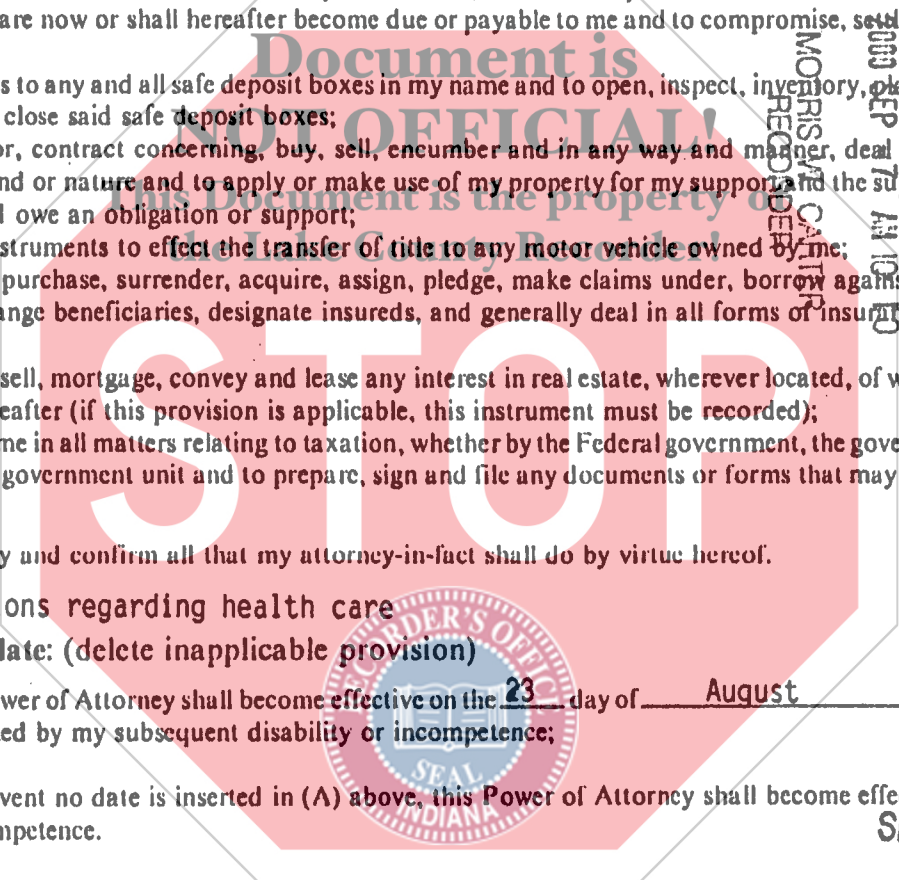 are now or shall hereafter become due or payable to me and to compromise,
Document is
s to any and all safe deposit boxes in my name and to open, inspect, inventory,
close said safe deposit boxes;
NOT OFFICIAL!
or, contract concerning, buy, sell, encumber and in any way and manner, deal
nd or nature and to apply or make use of my property for my support and the su
This Document is the property of
l owe an obligation or support;
struments to effect the transfer of title to any motor vehicle owned by me;
the Lake County Recorder!
purchase, surrender, acquire, assign, pledge, make claims under, borrow agains
ange beneficiaries, designate insureds, and generally deal in all forms of insuran
STOP
sell, mortgage, convey and lease any interest in real estate, wherever located, of w
eafter (if this provision is applicable, this instrument must be recorded);
me in all matters relating to taxation, whether by the Federal government, the gove
government unit and to prepare, sign and file any documents or forms that may
y and confirm all that my attorney-in-fact shall do by virtue hereof.
ons regarding health care
date: (delete inapplicable provision)
wer of Attorney shall become effective on the 23 day of August
ed by my subsequent disability or incompetence;
vent no date is inserted in (A) above, this Power of Attorney shall become effe
mpetence.
RECORDER'S OFFICE
SEAL
INDIANA
MORRIS W. CARTER
RECORDER
SEP
7